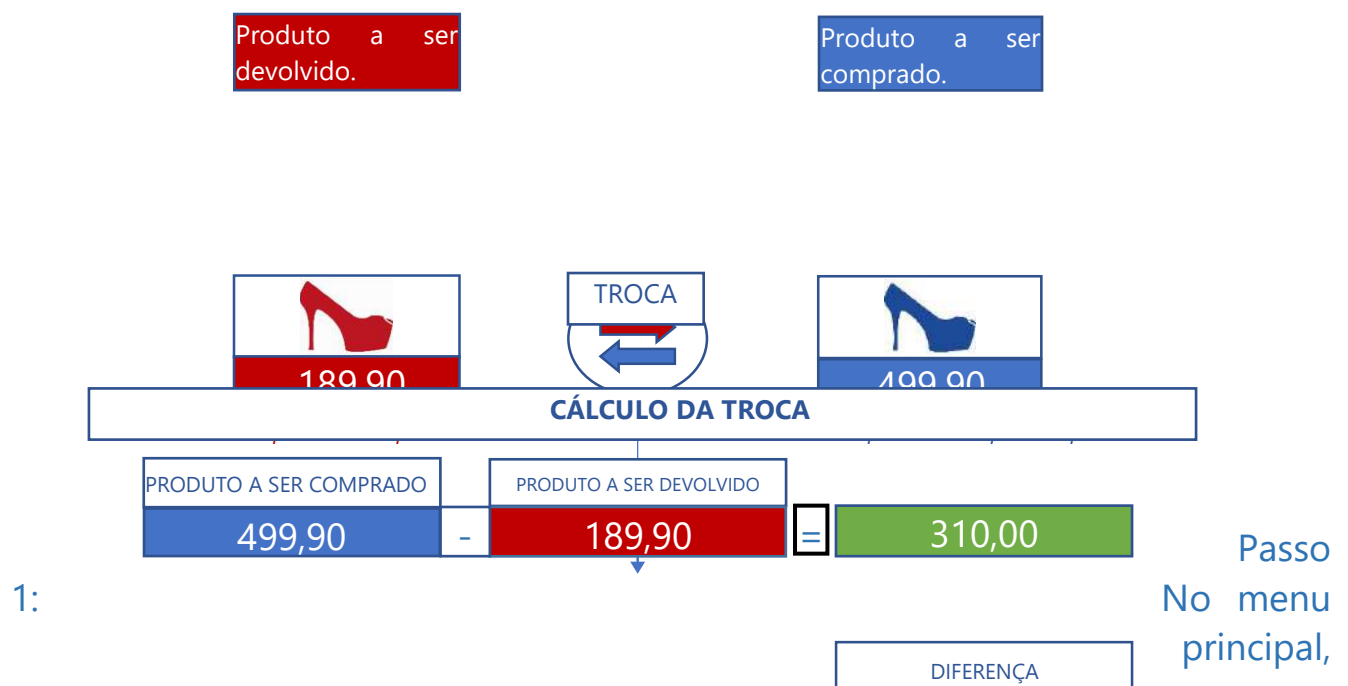 Produto a ser
devolvido.
Produto a ser
comprado.
TROCA
189,90
499,90
CÁLCULO DA TROCA
PRODUTO A SER COMPRADO
PRODUTO A SER DEVOLVIDO
499,90 - 189,90 = 310,00
Passo
1: No menu
principal,
DIFERENÇA